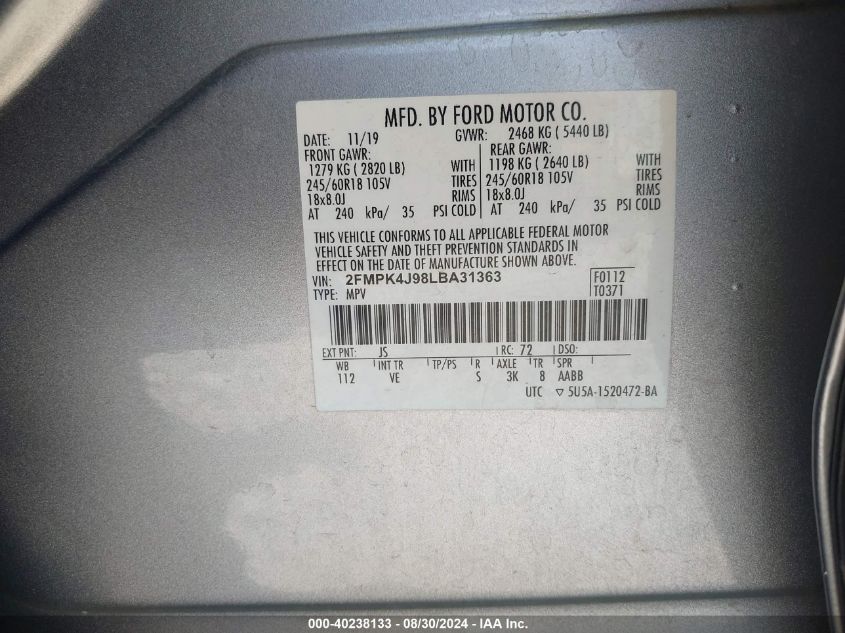 MFD. BY FORD MOTOR CO.
DATE: 11/19 GVWR: 2468 KG ( 5440 LB)
FRONT GAWR: REAR GAWR:
1279 KG ( 2820 LB) WITH 1198 KG ( 2640 LB) WITH
245/60R18 105V TIRES 245/60R18 105V TIRES
18x8.0J RIMS 18x8.0J RIMS
AT 240 kPa/ 35 PSI COLD AT 240 kPa/ 35 PSI COLD
THIS VEHICLE CONFORMS TO ALL APPLICABLE FEDERAL MOTOR
VEHICLE SAFETY AND THEFT PREVENTION STANDARDS IN
EFFECT ON THE DATE OF MANUFACTURE SHOWN ABOVE.
VIN: 2FMPK4J98LBA31363 F0112
TYPE: MPV T0371
EXT PNT: JS RC: 72 DSO:
WB INT TR TP/PS R AXLE TR SPR
112 VE S 3K 8 AABB
UTC ▽ 5U5A-1520472-BA
000-40238133 - 08/30/2024 - IAA Inc.